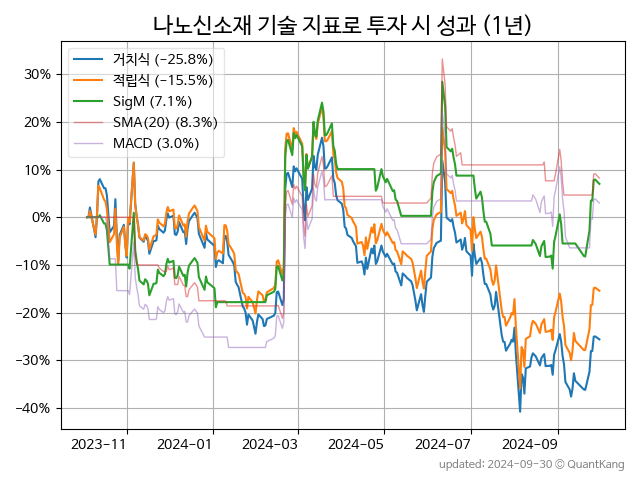 나노신소재 기술 지표로 투자 시 성과 (1년)
거치식 (−25.8%)
적립식 (−15.5%)
SigM (7.1%)
SMA(20) (8.3%)
MACD (3.0%)
30%
20%
10%
0%
−10%
−20%
−30%
−40%
2023−11
2024−01
2024−03
2024−05
2024−07
2024−09
updated: 2024-09-30 © QuantKang